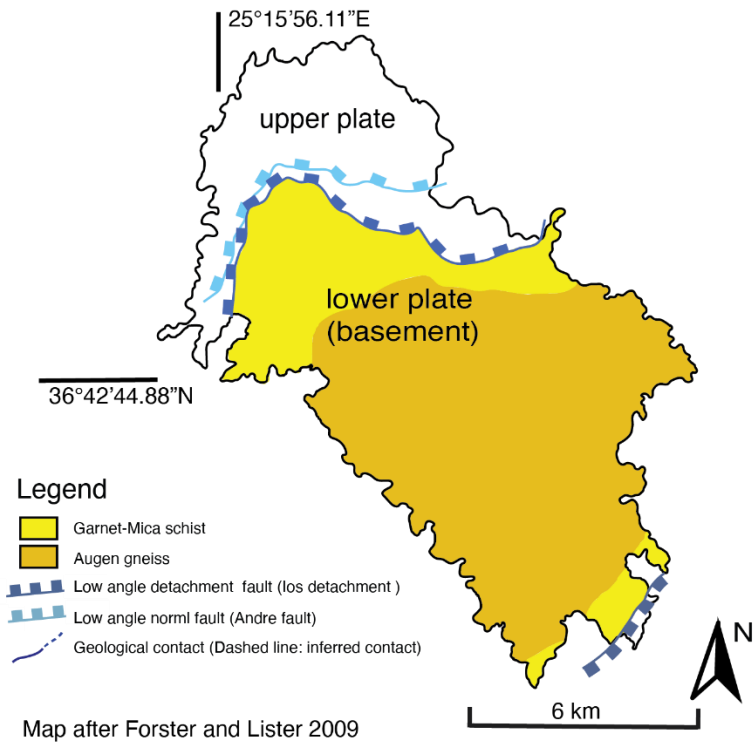 25°15’56.11”E
upper plate
lower plate
(basement)
36°42’44.88”N
Legend
Garnet-Mica schist
Augen gneiss
Low angle detachment fault (Ios detachment )
Low angle norml fault (Andre fault)
Geological contact (Dashed line: inferred contact)
N
6 km
Map after Forster and Lister 2009